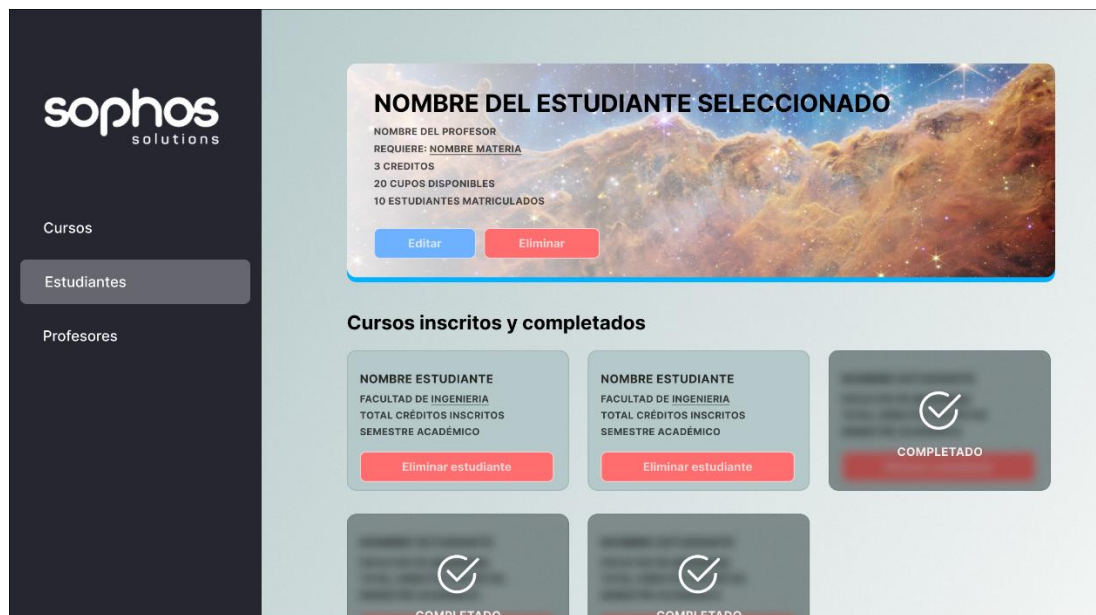 sophos
solutions
Cursos
Estudiantes
Profesores
NOMBRE DEL ESTUDIANTE SELECCIONADO
NOMBRE DEL PROFESOR
REQUIERE: NOMBRE MATERIA
3 CREDITOS
20 CUPOS DISPONIBLES
10 ESTUDIANTES MATRICULADOS
Editar
Eliminar
Cursos inscritos y completados
NOMBRE ESTUDIANTE
FACULTAD DE INGENIERIA
TOTAL CRÉDITOS INSCRITOS
SEMESTRE ACADÉMICO
Eliminar estudiante
NOMBRE ESTUDIANTE
FACULTAD DE INGENIERIA
TOTAL CRÉDITOS INSCRITOS
SEMESTRE ACADÉMICO
Eliminar estudiante
COMPLETADO
COMPLETADO
COMPLETADO